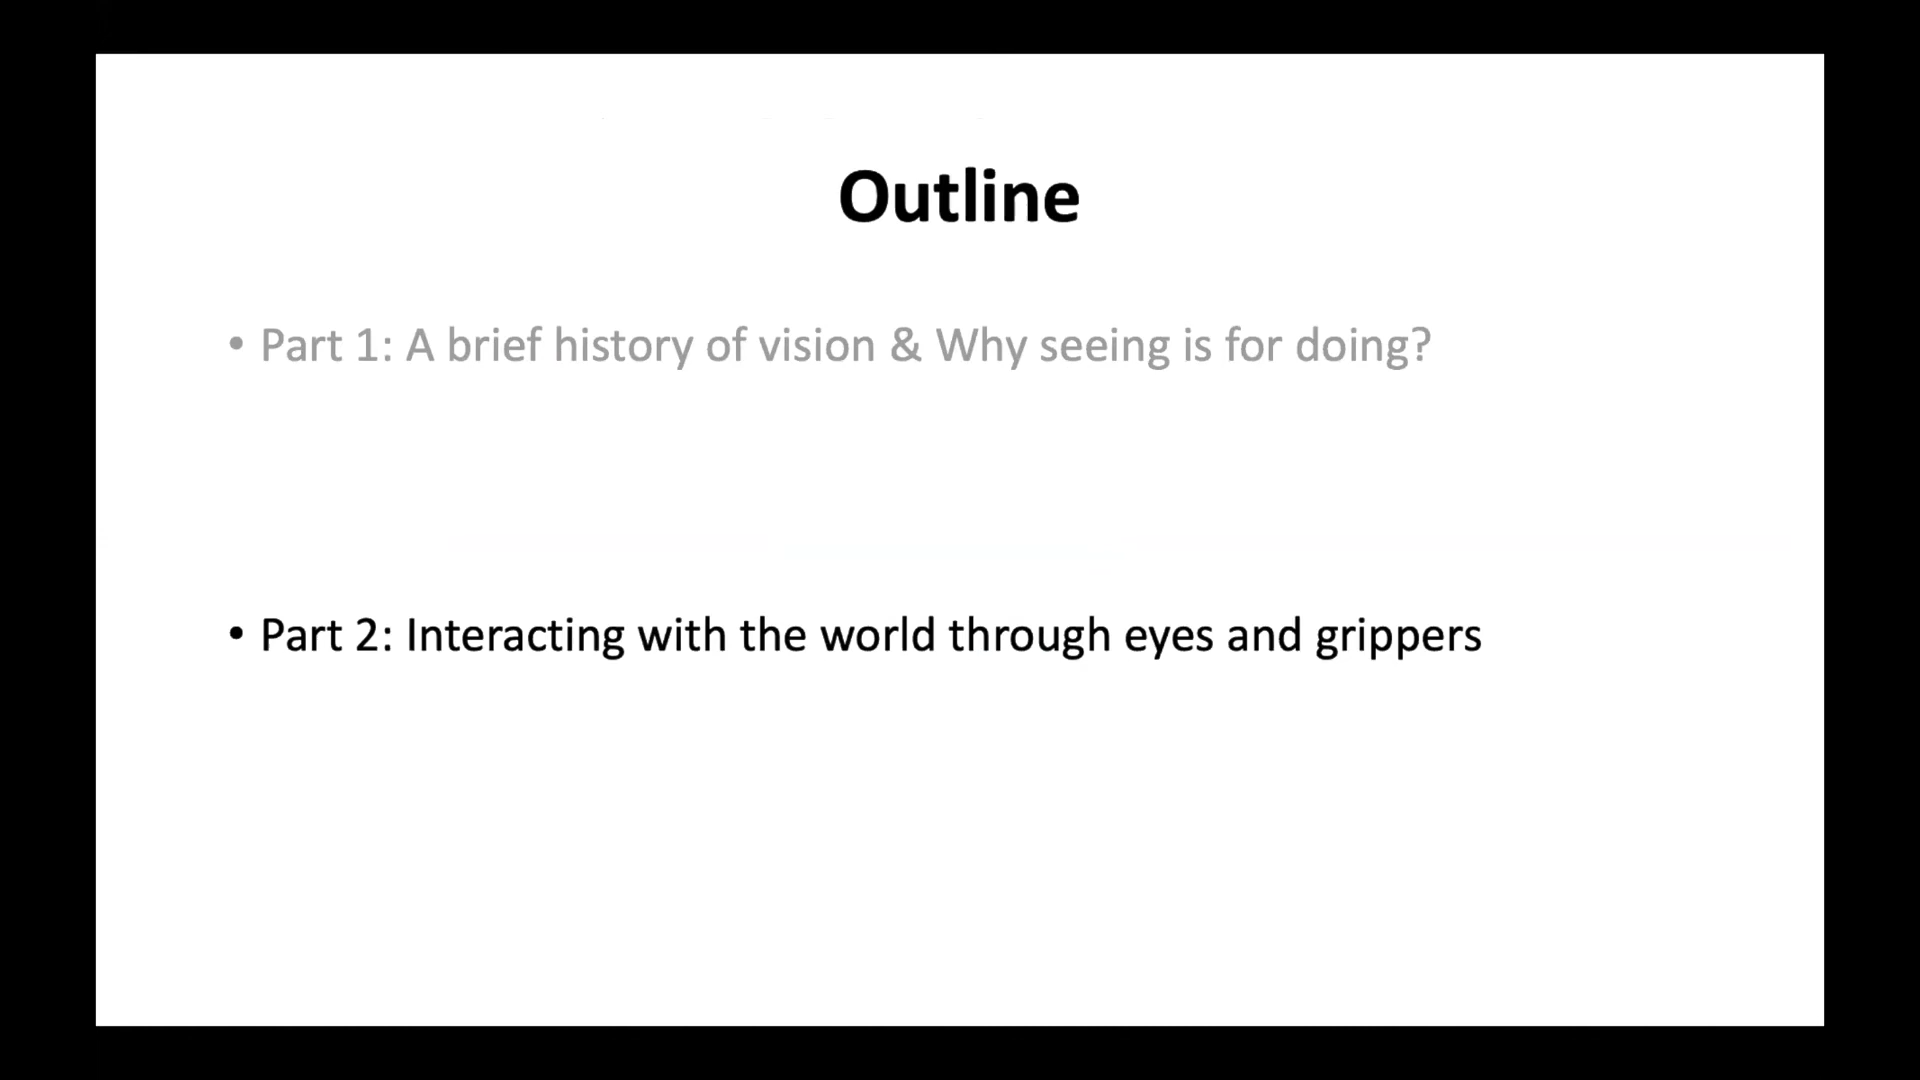 Outline
• Part 1: A brief history of vision & Why seeing is for doing?
• Part 2: Interacting with the world through eyes and grippers